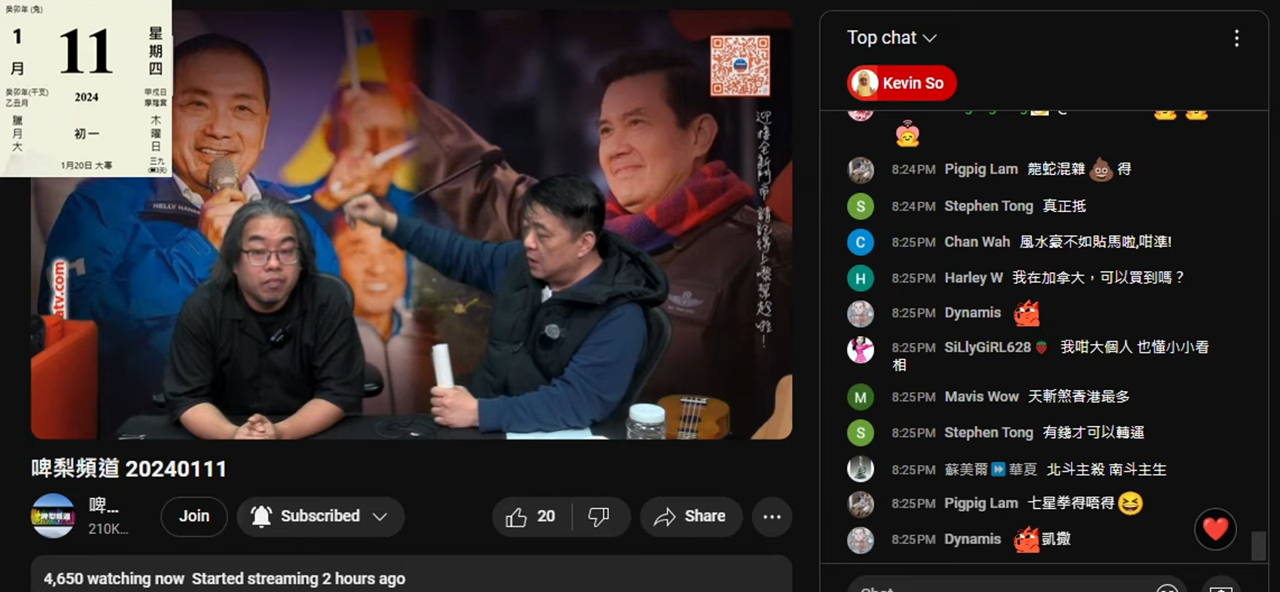 癸卯年 (兔)
1
月
11
星期四
癸卯年(干支)
乙丑月
2024
甲戌日
臘月大
初一
木曜日
1月20日 大寒
三九
HELLY HANSEN
atv.com
Top chat
Kevin So
8:24PM Pigpig Lam 龍蛇混雜💩得
S 8:24PM Stephen Tong 真正抵
C 8:25PM Chan Wah 風水豪不如貼馬啦,咁準!
H 8:25PM Harley W 我在加拿大，可以買到嗎？
8:25PM Dynamis
8:25PM SiLlyGiRL628🍓 我咁大個人 也懂小小看
相
M 8:25PM Mavis Wow 天斬煞香港最多
S 8:25PM Stephen Tong 有錢才可以轉運
8:25PM 蘇美爾⏩華夏 北斗主殺 南斗主生
8:25PM Pigpig Lam 七星拳得唔得😆
8:25PM Dynamis 凱撒
啤梨頻道 20240111
啤...
210K...
Join
Subscribed
20
Share
4,650 watching now Started streaming 2 hours ago
Chat